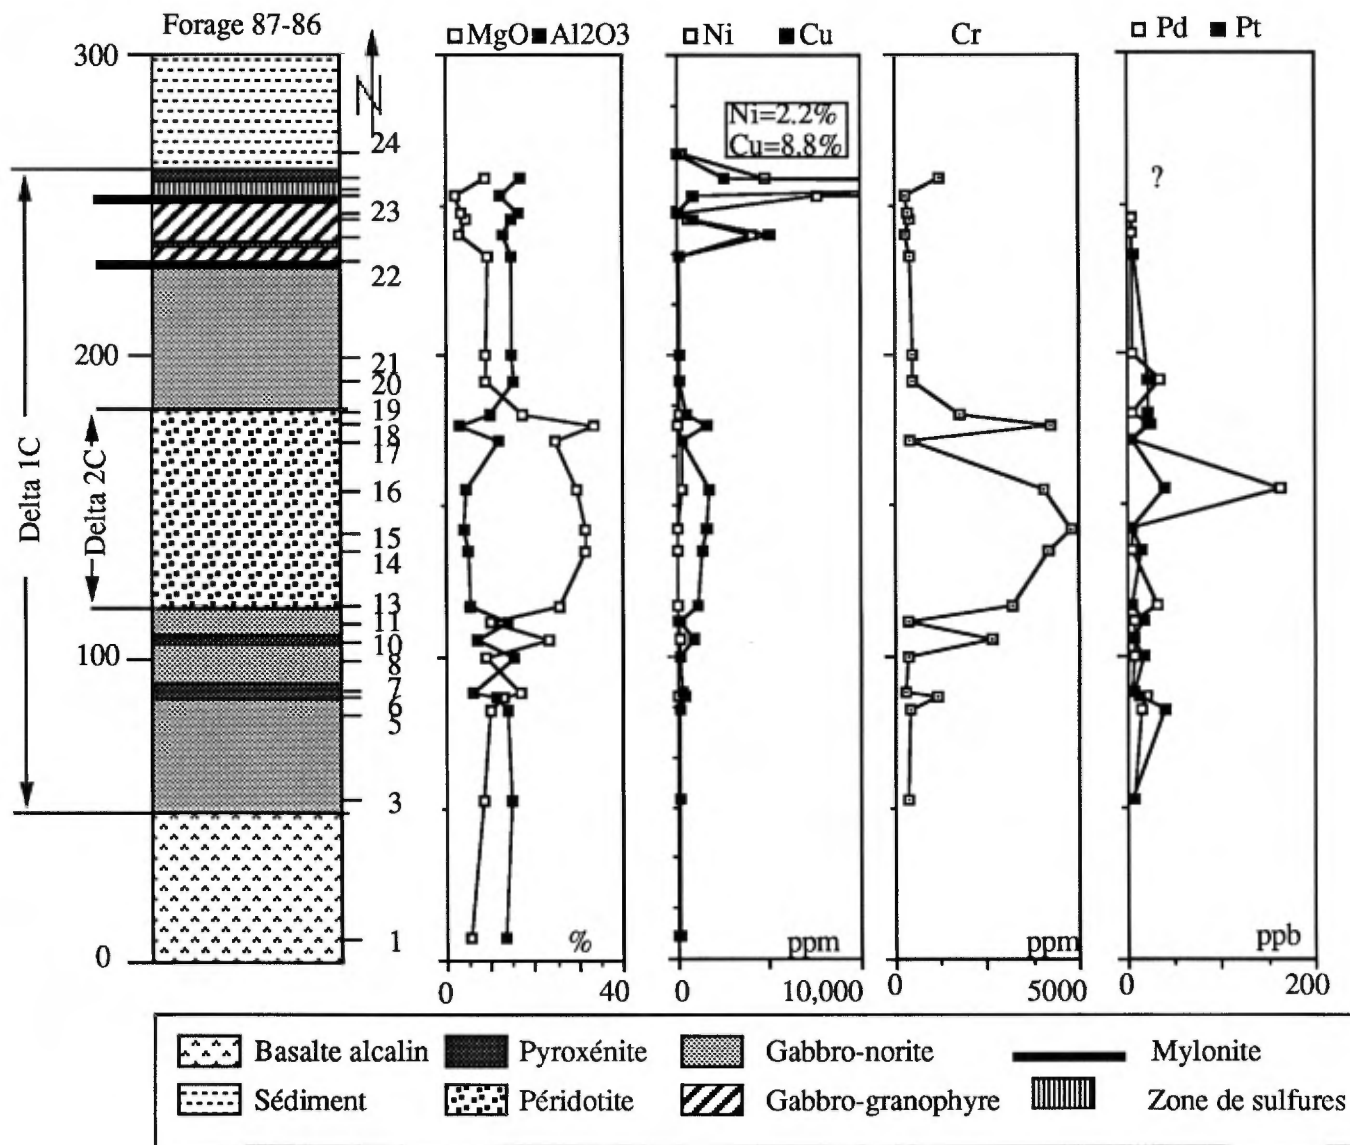 Forage 87-86
□ MgO ■ Al2O3
□ Ni ■ Cu
Cr
□ Pd ■ Pt
300
200
100
0
N
Delta 1C
Delta 2C
24
23
22
21
20
19
18
17
16
15
14
13
11
10
8
7
6
5
3
1
Ni=2.2%
Cu=8.8%
?
%
ppm
ppm
ppb
0 40
0 10,000
0 5000
0 200
Basalte alcalin
Pyroxénite
Gabbro-norite
Mylonite
Sédiment
Péridotite
Gabbro-granophyre
Zone de sulfures